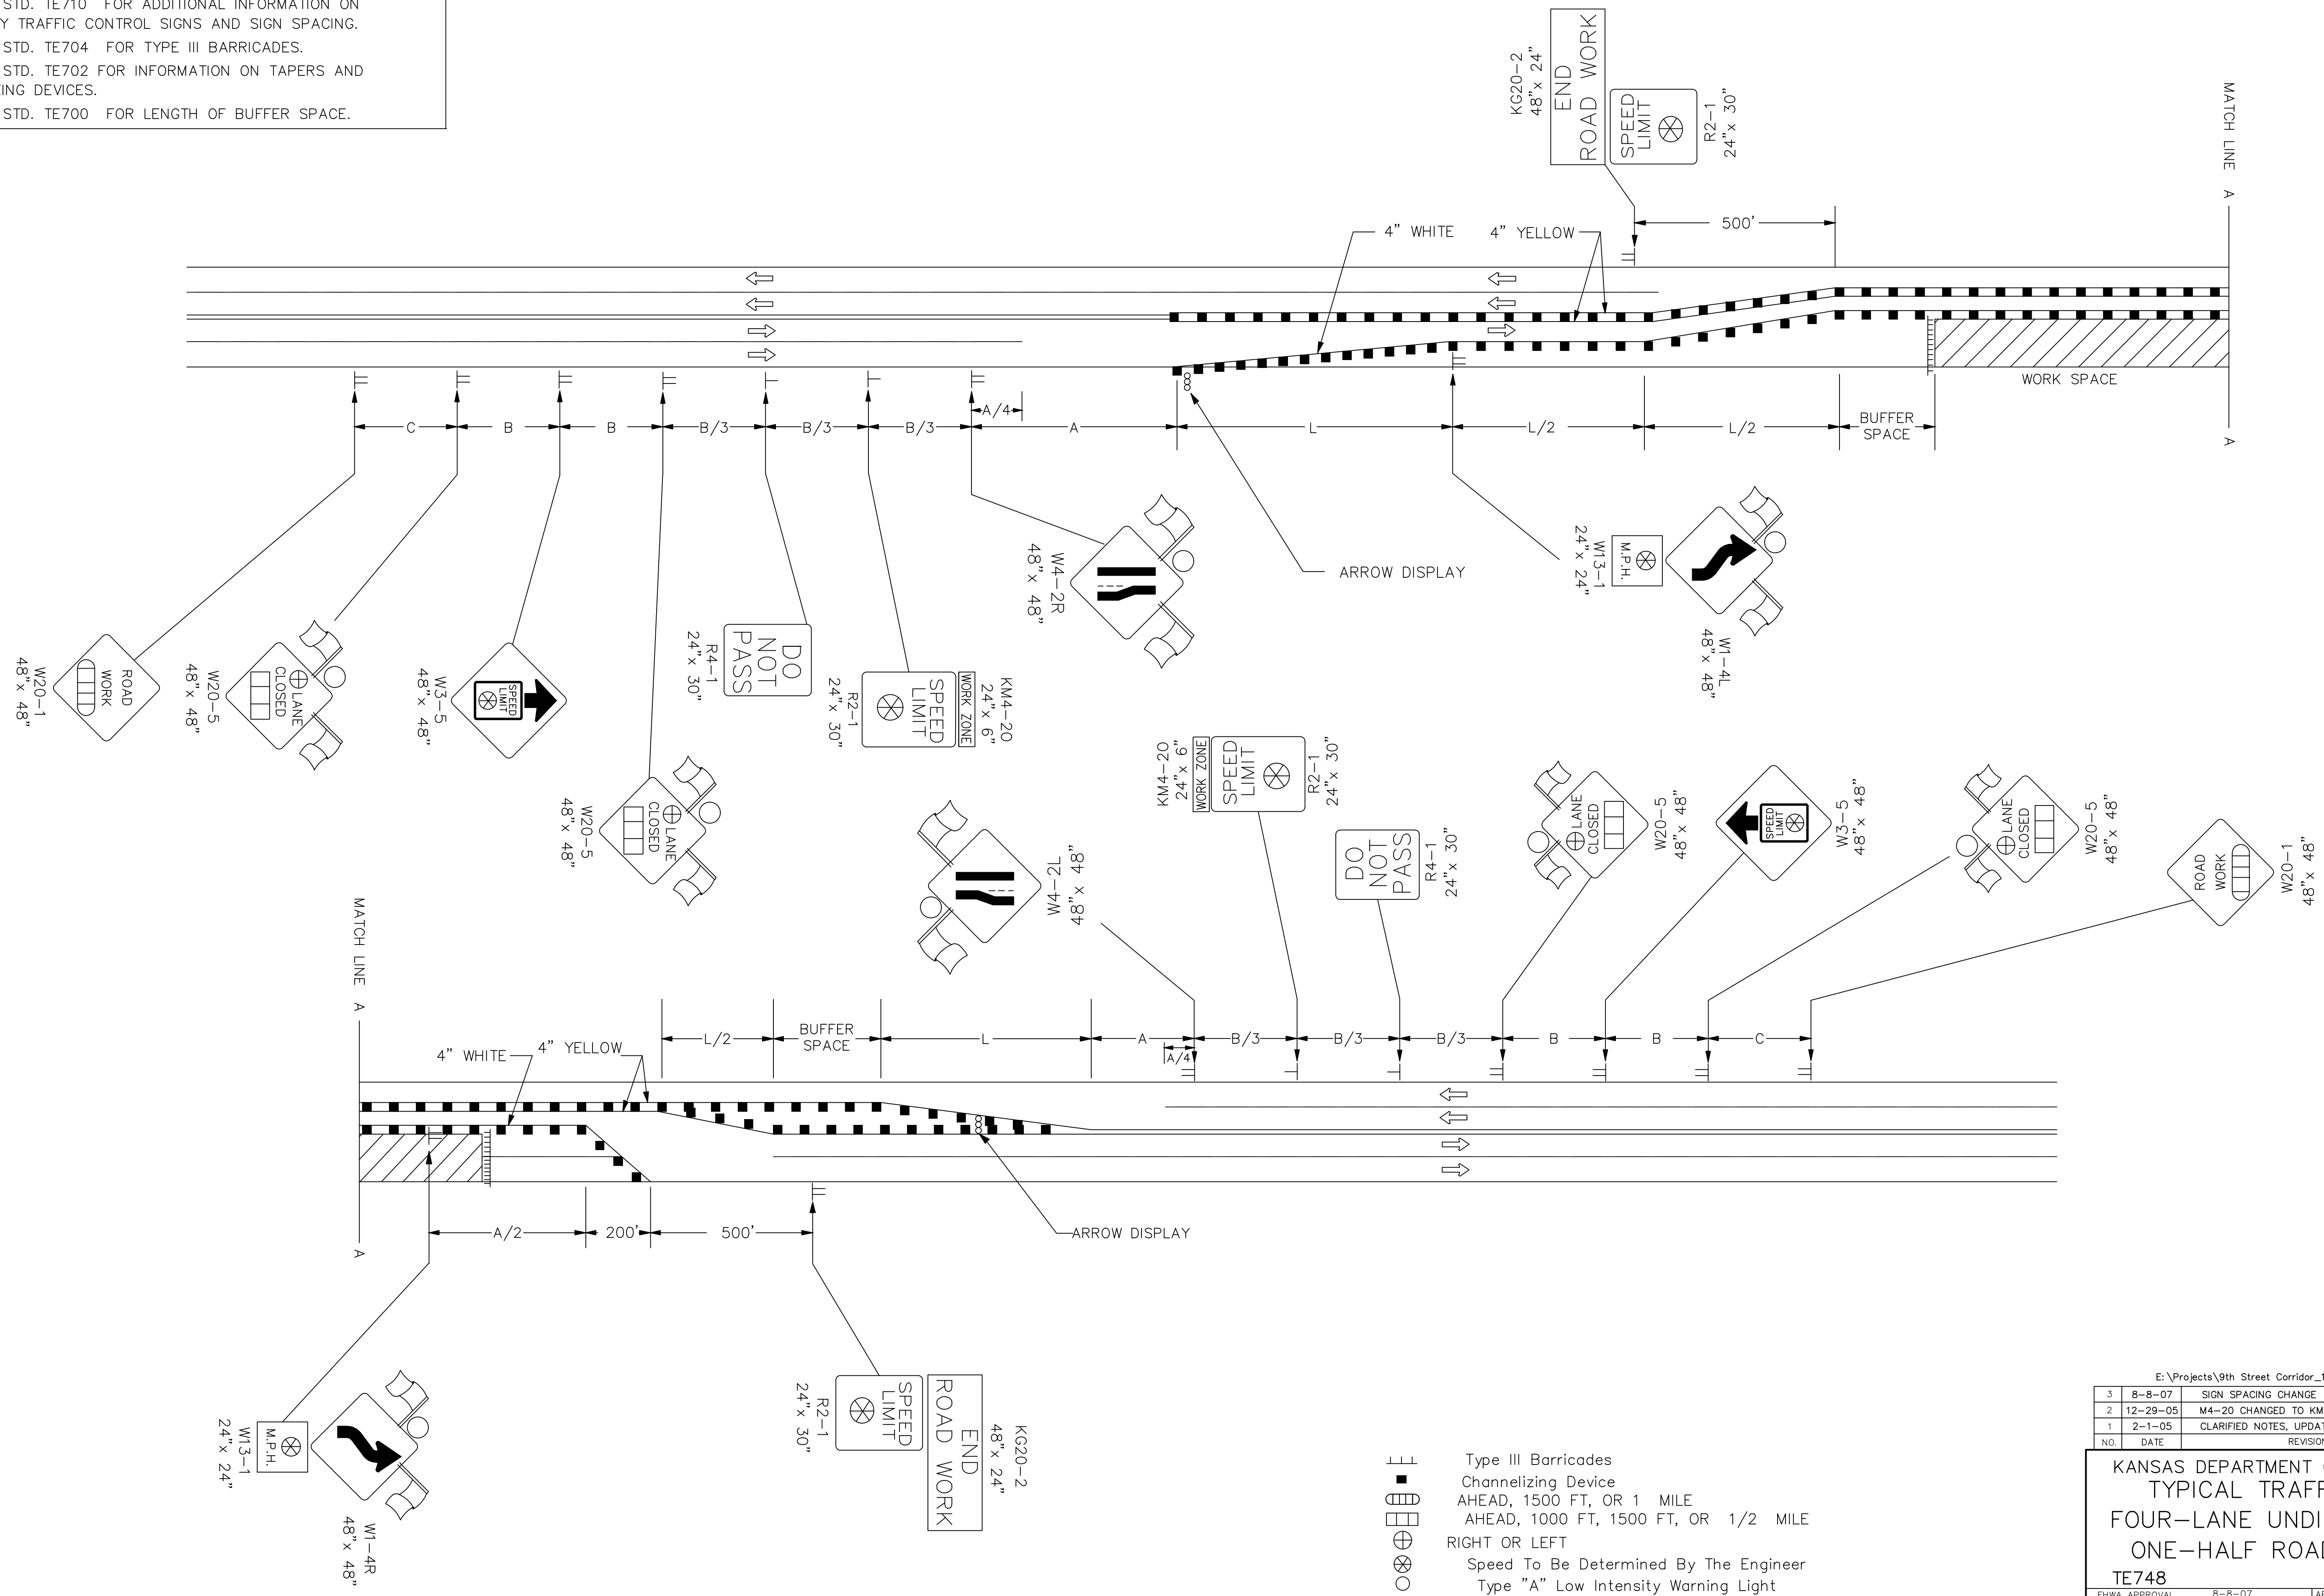 STD. TE710 FOR ADDITIONAL INFORMATION ON
Y TRAFFIC CONTROL SIGNS AND SIGN SPACING.
STD. TE704 FOR TYPE III BARRICADES.
STD. TE702 FOR INFORMATION ON TAPERS AND
ING DEVICES.
STD. TE700 FOR LENGTH OF BUFFER SPACE.
KG20-2
48"x 24"
END
ROAD WORK
SPEED
LIMIT
R2-1
24"x 30"
MATCH LINE A
500'
4" WHITE
4" YELLOW
WORK SPACE
C
B
B
B/3
B/3
B/3
A/4
A
L
L/2
L/2
BUFFER
SPACE
A
ARROW DISPLAY
W4-2R
48" x 48"
M.P.H.
W13-1
24"x 24"
W1-4L
48"x 48"
ROAD
WORK
W20-1
48"x 48"
LANE
CLOSED
W20-5
48"x 48"
SPEED
LIMIT
W3-5
48"x 48"
LANE
CLOSED
W20-5
48"x 48"
DO
NOT
PASS
R4-1
24"x 30"
KM4-20
24"x 6"
WORK ZONE
SPEED
LIMIT
R2-1
24"x 30"
W4-2L
48"x 48"
KM4-20
24"x 6"
WORK ZONE
SPEED
LIMIT
R2-1
24"x 30"
DO
NOT
PASS
R4-1
24"x 30"
LANE
CLOSED
W20-5
48"x 48"
SPEED
LIMIT
W3-5
48"x 48"
LANE
CLOSED
W20-5
48"x 48"
ROAD
WORK
W20-1
48"x 48"
MATCH LINE A
4" WHITE
4" YELLOW
L/2
BUFFER
SPACE
L
A
A/4
B/3
B/3
B/3
B
B
C
A/2
200'
500'
ARROW DISPLAY
A
M.P.H.
W13-1
24"x 24"
W1-4R
48"x 48"
SPEED
LIMIT
R2-1
24"x 30"
KG20-2
48"x 24"
END
ROAD WORK
Type III Barricades
Channelizing Device
AHEAD, 1500 FT, OR 1 MILE
AHEAD, 1000 FT, 1500 FT, OR 1/2 MILE
RIGHT OR LEFT
Speed To Be Determined By The Engineer
Type "A" Low Intensity Warning Light
E:\Projects\9th Street Corridor_1
3 8-8-07 SIGN SPACING CHANGE
2 12-29-05 M4-20 CHANGED TO KM
1 2-1-05 CLARIFIED NOTES, UPDAT
NO. DATE REVISION
KANSAS DEPARTMENT
TYPICAL TRAFF
FOUR-LANE UNDI
ONE-HALF ROAD
TE748
FHWA APPROVAL 8-8-07